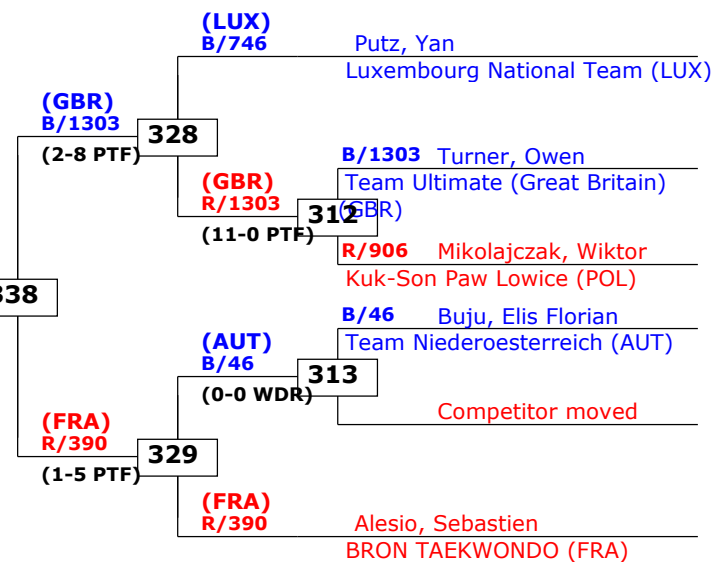 (LUX)
B/746
Putz, Yan
Luxembourg National Team (LUX)
(GBR)
B/1303
328
(2-8 PTF)
B/1303 Turner, Owen
(GBR)
R/1303
Team Ultimate (Great Britain)
(GBR)
312
(11-0 PTF)
R/906 Mikolajczak, Wiktor
Kuk-Son Paw Lowice (POL)
338
B/46 Buju, Elis Florian
(AUT)
B/46
Team Niederoesterreich (AUT)
313
(0-0 WDR)
Competitor moved
(FRA)
R/390
329
(1-5 PTF)
(FRA)
R/390
Alesio, Sebastien
BRON TAEKWONDO (FRA)